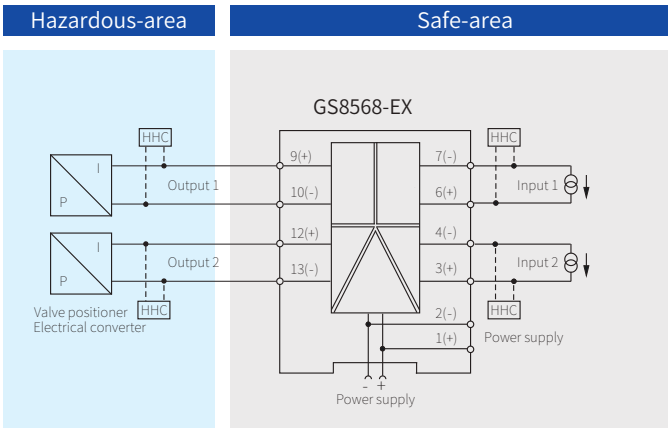 Hazardous-area
Safe-area
GS8568-EX
HHC
HHC
I
P
Output 1
9(+)
10(-)
7(-)
6(+)
Input 1
I
P
Output 2
12(+)
13(-)
4(-)
3(+)
Input 2
HHC
HHC
Valve positioner
Electrical converter
2(-)
1(+)
Power supply
- +
Power supply